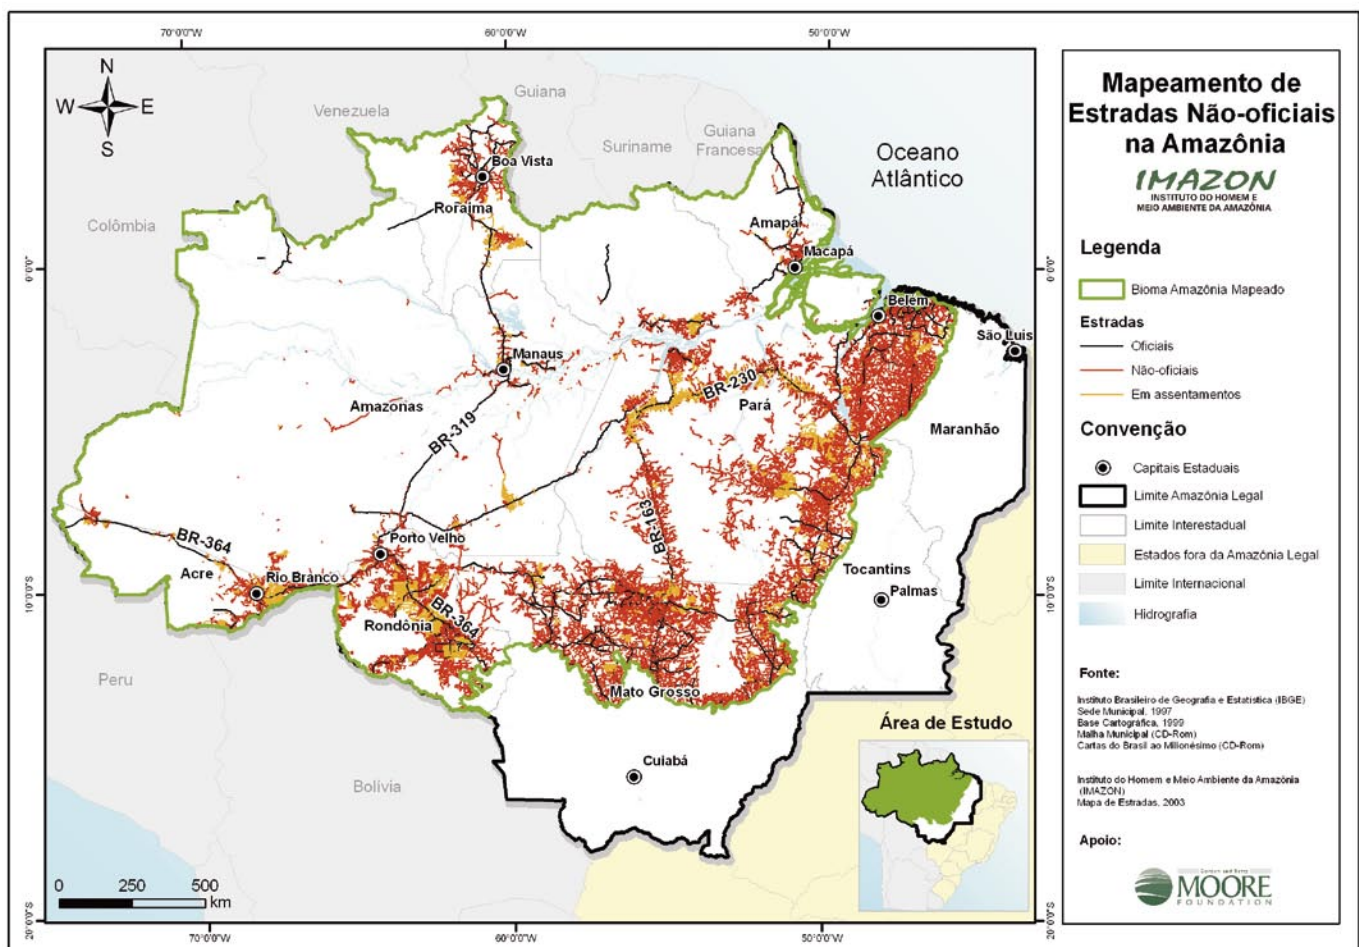 70°0'0"W
60°0'0"W
50°0'0"W
N
W
E
S
Venezuela
Guiana
Suriname
Guiana
Francesa
Colômbia
Oceano
Atlântico
Boa Vista
Roraima
Amapá
Macapá
0°0'0"
0°0'0"
Belém
São Luis
Manaus
Amazonas
BR-319
BR-230
Pará
Maranhão
BR-163
BR-364
Acre
Rio Branco
Porto Velho
Rondônia
BR-364
Tocantins
Palmas
10°0'0"S
10°0'0"S
Mato Grosso
Peru
Bolívia
Cuiabá
Área de Estudo
0
250
500
km
20°0'0"S
20°0'0"S
70°0'0"W
60°0'0"W
50°0'0"W
Mapeamento de
Estradas Não-oficiais
na Amazônia
IMAZON
INSTITUTO DO HOMEM E
MEIO AMBIENTE DA AMAZÔNIA
Legenda
Bioma Amazônia Mapeado
Estradas
Oficiais
Não-oficiais
Em assentamentos
Convenção
Capitais Estaduais
Limite Amazônia Legal
Limite Interestadual
Estados fora da Amazônia Legal
Limite Internacional
Hidrografia
Fonte:
Instituto Brasileiro de Geografia e Estatística (IBGE)
Sede Municipal, 1997
Base Cartográfica, 1999
Malha Municipal (CD-Rom)
Cartas do Brasil ao Milionésimo (CD-Rom)
Instituto do Homem e Meio Ambiente da Amazônia
(IMAZON)
Mapa de Estradas, 2003
Apoio:
MOORE
FOUNDATION